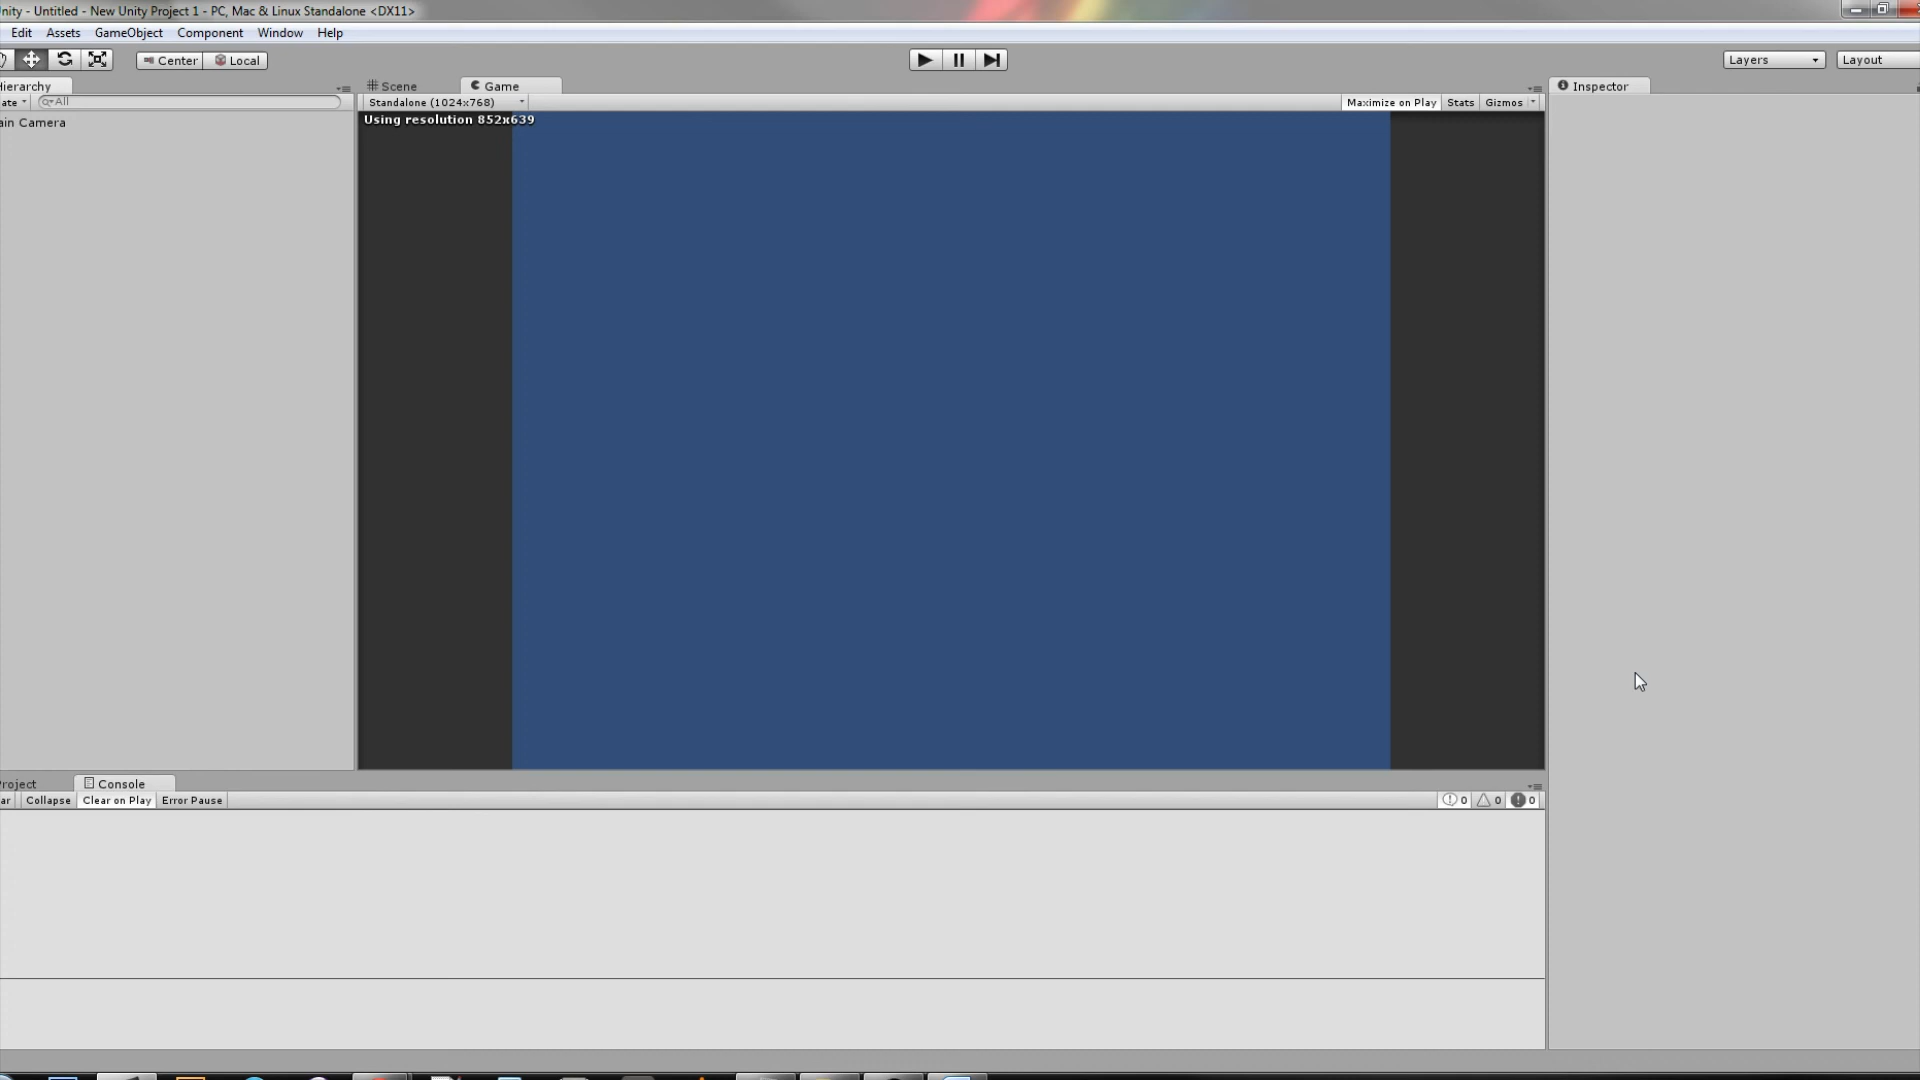 nity - Untitled - New Unity Project 1 - PC, Mac & Linux Standalone <DX11>
Edit Assets GameObject Component Window Help
Center Local Layers Layout
Hierarchy Scene Game Inspector
ate All Standalone (1024x768) Maximize on Play Stats Gizmos
ain Camera Using resolution 852x639
roject Console
ar Collapse Clear on Play Error Pause 0 0 0